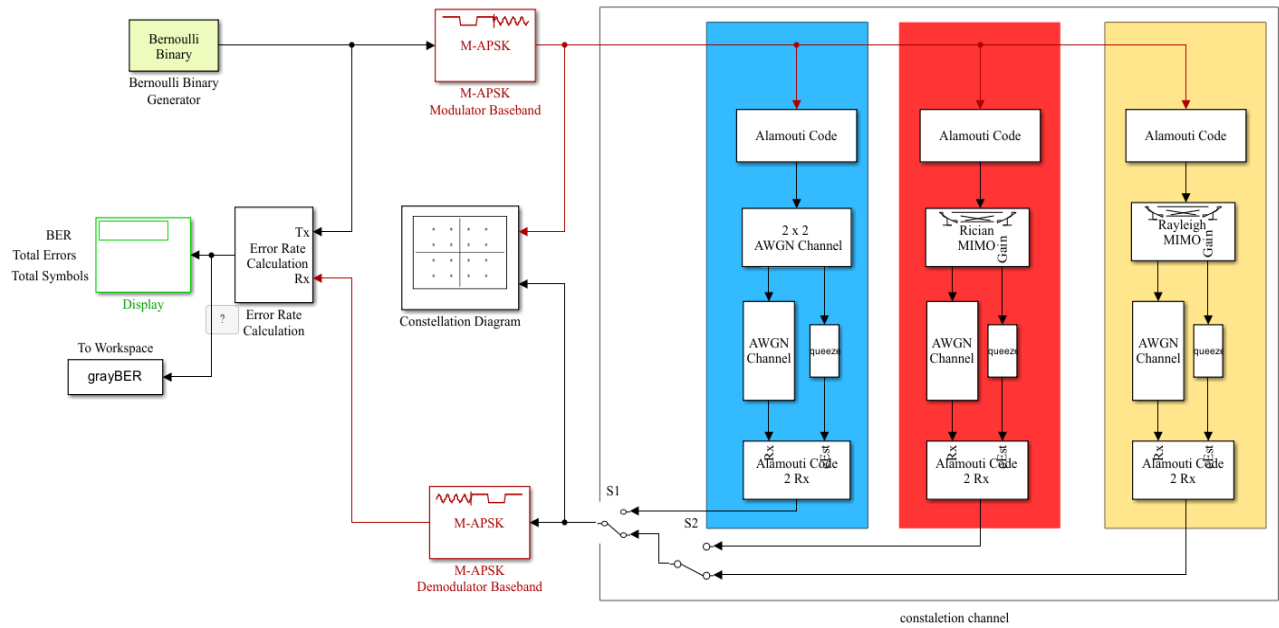 Bernoulli
Binary
Bernoulli Binary
Generator
M-APSK
M-APSK
Modulator Baseband
Alamouti Code
Alamouti Code
Alamouti Code
2 x 2
AWGN Channel
Rician
MIMO
Gain
Rayleigh
MIMO
Gain
BER
Total Errors
Total Symbols
Display
Tx
Error Rate
Calculation
Rx
?
Error Rate
Calculation
Constellation Diagram
To Workspace
grayBER
AWGN
Channel
queeze
AWGN
Channel
queeze
AWGN
Channel
queeze
Rx
Alamouti Code
2 Rx
Rx
Alamouti Code
2 Rx
Rx
Alamouti Code
2 Rx
S1
S2
M-APSK
M-APSK
Demodulator Baseband
constaletion channel